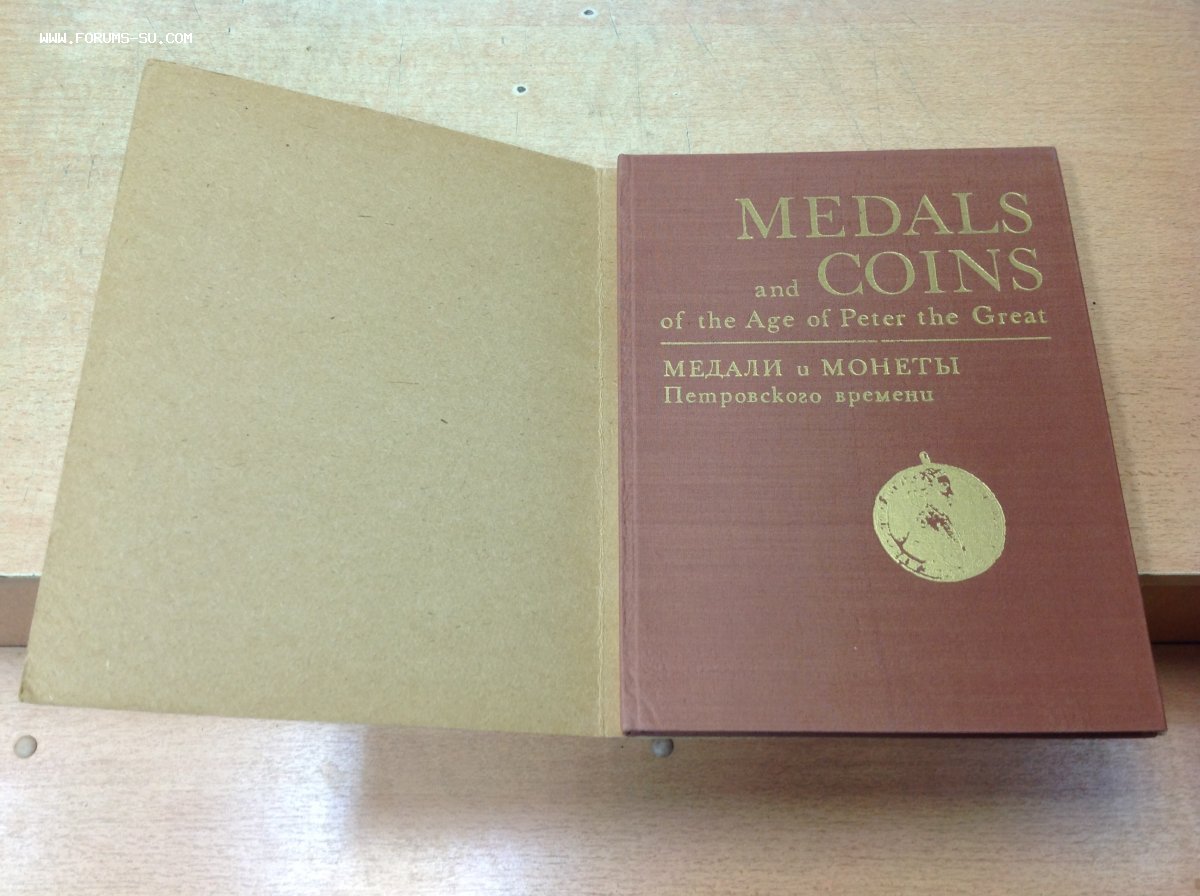 WWW.FORUMS-SU.COM
MEDALS
and COINS
of the Age of Peter the Great
МЕДАЛИ и МОНЕТЫ
Петровского времени